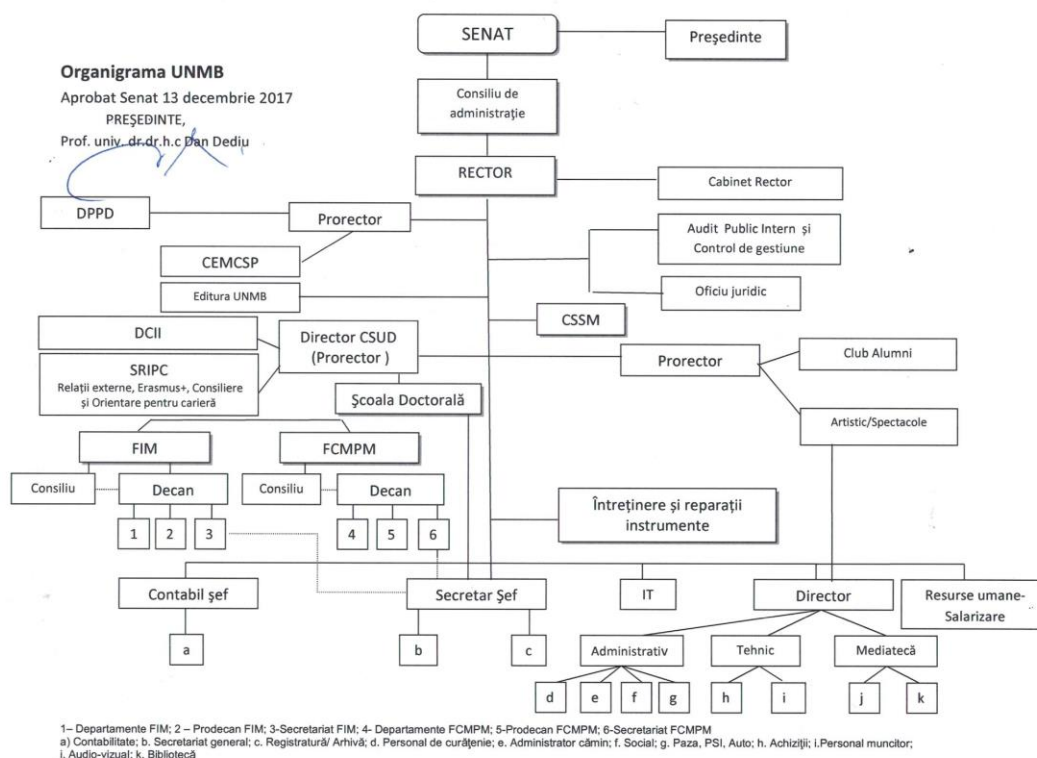 SENAT
Președinte
Organigrama UNMB
Aprobat Senat 13 decembrie 2017
PREȘEDINTE,
Prof. univ. dr.dr.h.c Dan Dediu
Consiliu de
administrație
RECTOR
Cabinet Rector
DPPD
Prorector
Audit Public Intern și
Control de gestiune
CEMCSP
Editura UNMB
Oficiu juridic
CSSM
DCII
Director CSUD
(Prorector )
Prorector
Club Alumni
SRIPC
Relații externe, Erasmus+, Consiliere
și Orientare pentru carieră
Școala Doctorală
Artistic/Spectacole
FIM
FCMPM
Consiliu
Decan
Consiliu
Decan
Întreținere și reparații
instrumente
1
2
3
4
5
6
Contabil șef
Secretar Șef
IT
Director
Resurse umane-
Salarizare
a
b
c
Administrativ
Tehnic
Mediatecă
d
e
f
g
h
i
j
k
1– Departamente FIM; 2 – Prodecan FIM; 3-Secretariat FIM; 4- Departamente FCMPM; 5-Prodecan FCMPM; 6-Secretariat FCMPM
a) Contabilitate; b. Secretariat general; c. Registratură/ Arhivă; d. Personal de curăţenie; e. Administrator cămin; f. Social; g. Paza, PSI, Auto; h. Achiziţii; i.Personal muncitor;
j. Audio-vizual; k. Bibliotecă